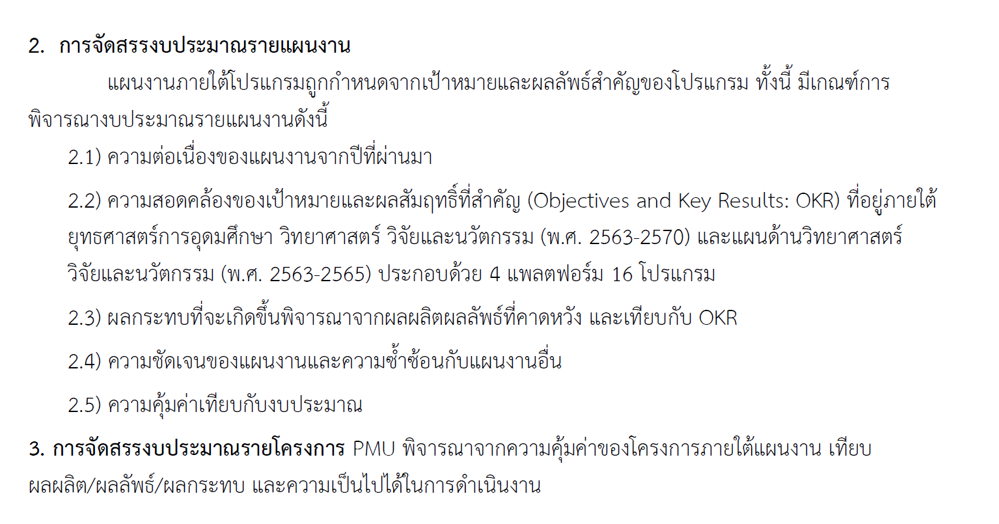 2. การจัดสรรงบประมาณรายแผนงาน
แผนงานภายใต้โปรแกรมถูกกำหนดจากเป้าหมายและผลลัพธ์สำคัญของโปรแกรม ทั้งนี้ มีเกณฑ์การ
พิจารณางบประมาณรายแผนงานดังนี้
2.1) ความต่อเนื่องของแผนงานจากปีที่ผ่านมา
2.2) ความสอดคล้องของเป้าหมายและผลสัมฤทธิ์ที่สำคัญ (Objectives and Key Results: OKR) ที่อยู่ภายใต้
ยุทธศาสตร์การอุดมศึกษา วิทยาศาสตร์ วิจัยและนวัตกรรม (พ.ศ. 2563-2570) และแผนด้านวิทยาศาสตร์
วิจัยและนวัตกรรม (พ.ศ. 2563-2565) ประกอบด้วย 4 แพลตฟอร์ม 16 โปรแกรม
2.3) ผลกระทบที่จะเกิดขึ้นพิจารณาจากผลผลิตผลลัพธ์ที่คาดหวัง และเทียบกับ OKR
2.4) ความชัดเจนของแผนงานและความซ้ำซ้อนกับแผนงานอื่น
2.5) ความคุ้มค่าเทียบกับงบประมาณ
3. การจัดสรรงบประมาณรายโครงการ PMU พิจารณาจากความคุ้มค่าของโครงการภายใต้แผนงาน เทียบ
ผลผลิต/ผลลัพธ์/ผลกระทบ และความเป็นไปได้ในการดำเนินงาน